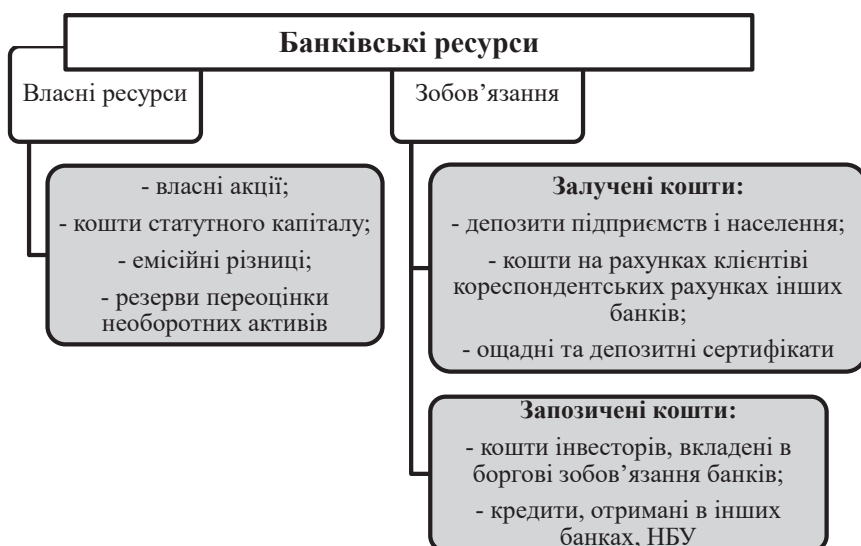 Банківські ресурси
Власні ресурси
- власні акції;
- кошти статутного капіталу;
- емісійні різниці;
- резерви переоцінки
необоротних активів
Зобов’язання
Залучені кошти:
- депозити підприємств і населення;
- кошти на рахунках клієнтіві
кореспондентських рахунках інших
банків;
- ощадні та депозитні сертифікати
Запозичені кошти:
- кошти інвесторів, вкладені в
боргові зобов’язання банків;
- кредити, отримані в інших
банках, НБУ